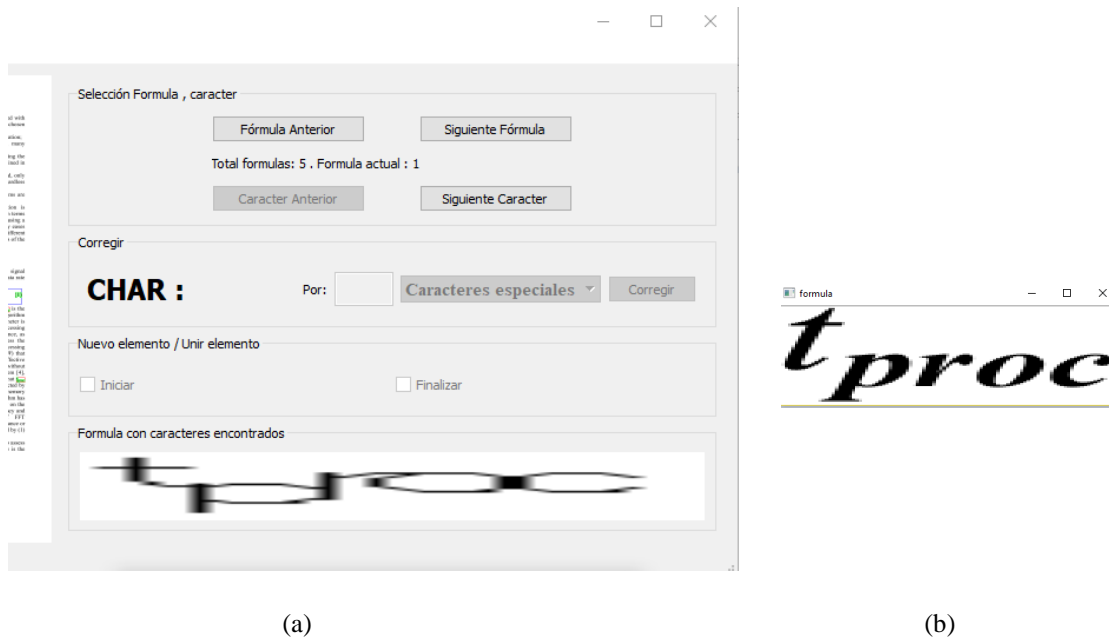 Selección Formula , caracter
Fórmula Anterior
Siguiente Fórmula
Total formulas: 5 . Formula actual : 1
Caracter Anterior
Siguiente Caracter
Corregir
CHAR :
Por:
Caracteres especiales
Corregir
Nuevo elemento / Unir elemento
Iniciar
Finalizar
Formula con caracteres encontrados
tproc
formula
tproc
(a)
(b)